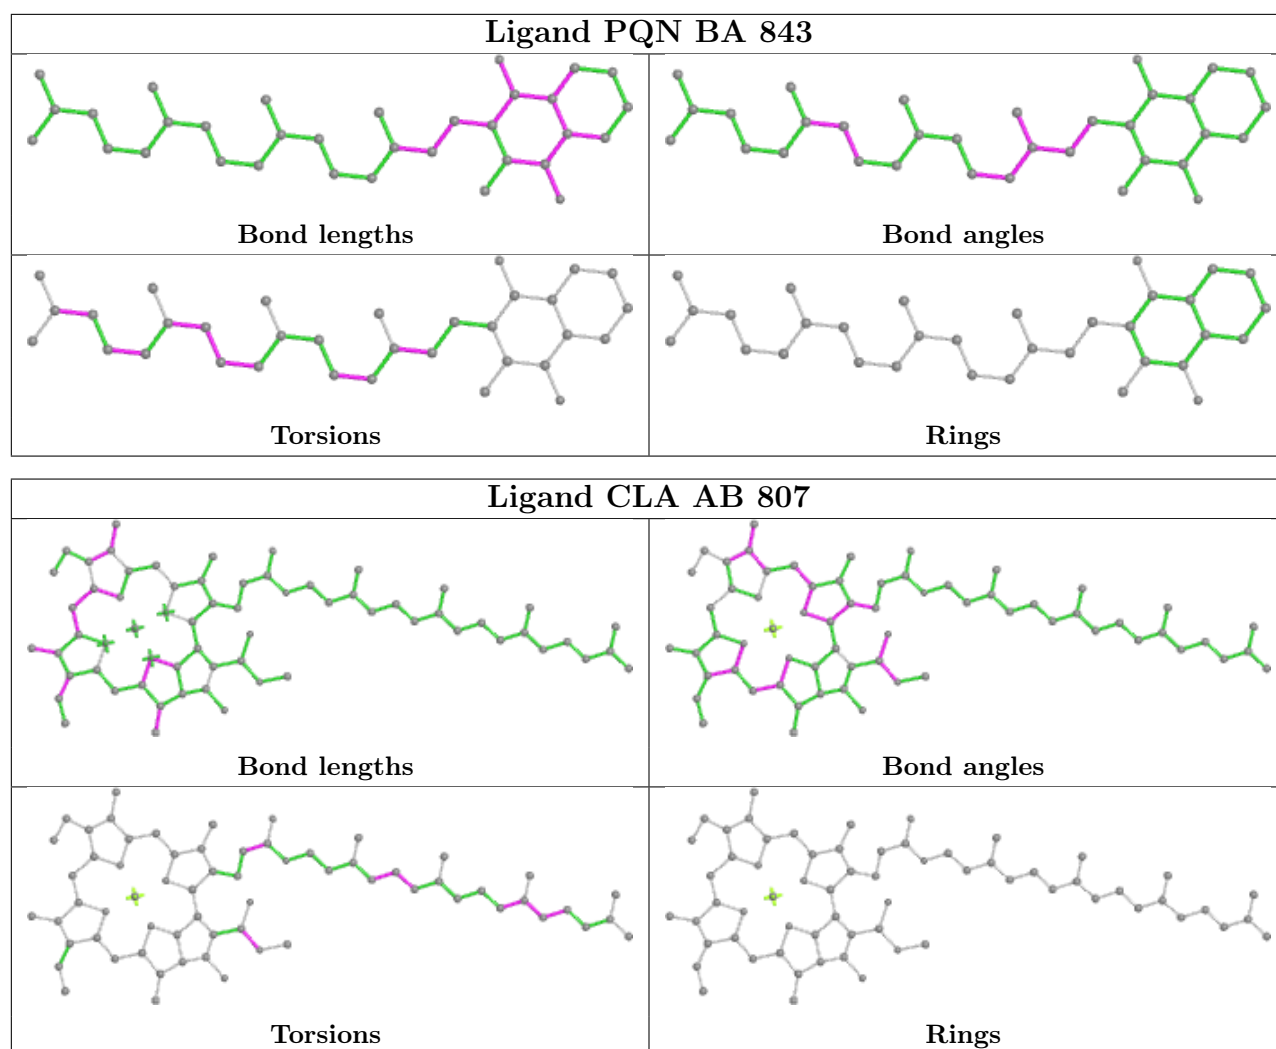 Ligand PQN BA 843
Bond lengths
Bond angles
Torsions
Rings
Ligand CLA AB 807
Bond lengths
Bond angles
Torsions
Rings